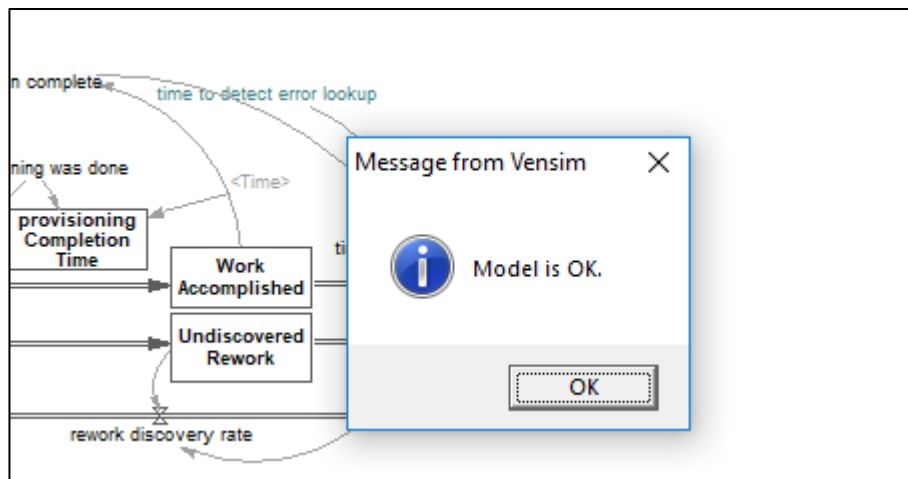 n complete
time to detect error lookup
Message from Vensim
ning was done
<Time>
provisioning
Completion
Time
Work
Accomplished
ti
Model is OK.
Undiscovered
Rework
OK
rework discovery rate